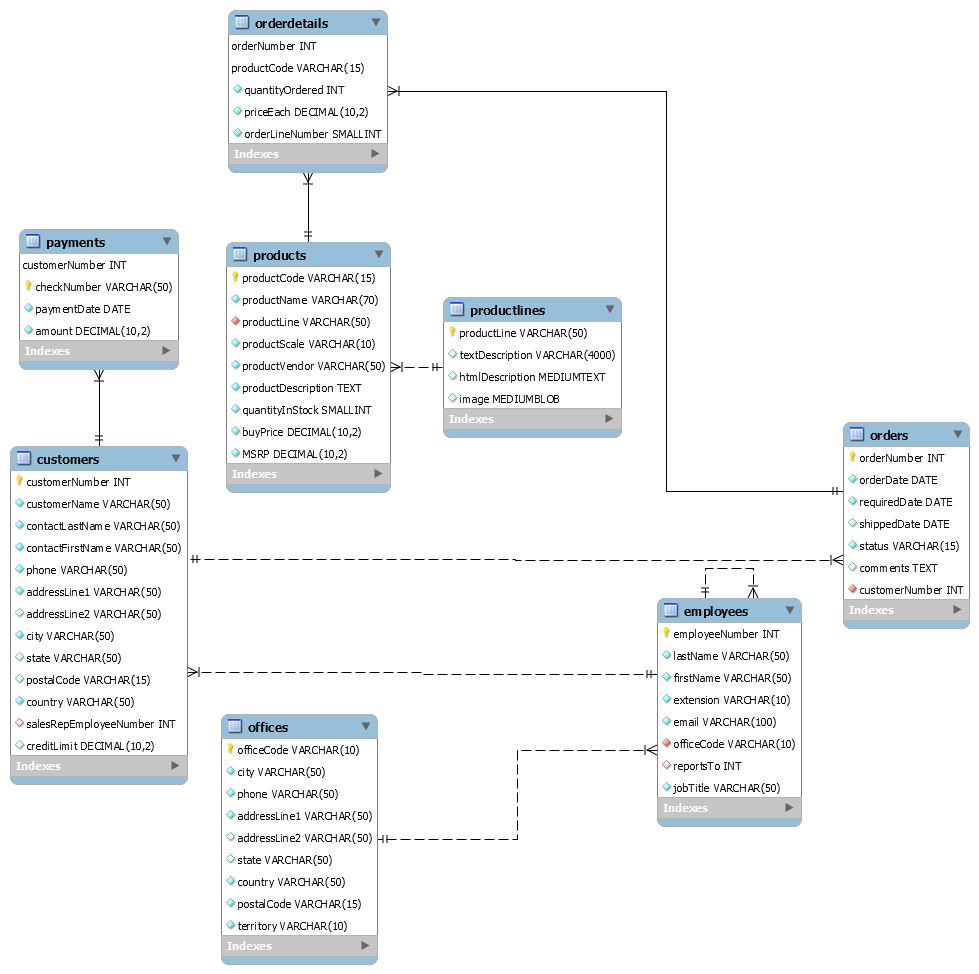 orderdetails
orderNumber INT
productCode VARCHAR(15)
quantityOrdered INT
priceEach DECIMAL(10,2)
orderLineNumber SMALLINT
Indexes
payments
customerNumber INT
checkNumber VARCHAR(50)
paymentDate DATE
amount DECIMAL(10,2)
Indexes
products
productCode VARCHAR(15)
productName VARCHAR(70)
productLine VARCHAR(50)
productScale VARCHAR(10)
productVendor VARCHAR(50)
productDescription TEXT
quantityInStock SMALLINT
buyPrice DECIMAL(10,2)
MSRP DECIMAL(10,2)
Indexes
productlines
productLine VARCHAR(50)
textDescription VARCHAR(4000)
htmlDescription MEDIUMTEXT
image MEDIUMBLOB
Indexes
orders
orderNumber INT
orderDate DATE
requiredDate DATE
shippedDate DATE
status VARCHAR(15)
comments TEXT
customerNumber INT
Indexes
customers
customerNumber INT
customerName VARCHAR(50)
contactLastName VARCHAR(50)
contactFirstName VARCHAR(50)
phone VARCHAR(50)
addressLine1 VARCHAR(50)
addressLine2 VARCHAR(50)
city VARCHAR(50)
state VARCHAR(50)
postalCode VARCHAR(15)
country VARCHAR(50)
salesRepEmployeeNumber INT
creditLimit DECIMAL(10,2)
Indexes
employees
employeeNumber INT
lastName VARCHAR(50)
firstName VARCHAR(50)
extension VARCHAR(10)
email VARCHAR(100)
officeCode VARCHAR(10)
reportsTo INT
jobTitle VARCHAR(50)
Indexes
offices
officeCode VARCHAR(10)
city VARCHAR(50)
phone VARCHAR(50)
addressLine1 VARCHAR(50)
addressLine2 VARCHAR(50)
state VARCHAR(50)
country VARCHAR(50)
postalCode VARCHAR(15)
territory VARCHAR(10)
Indexes